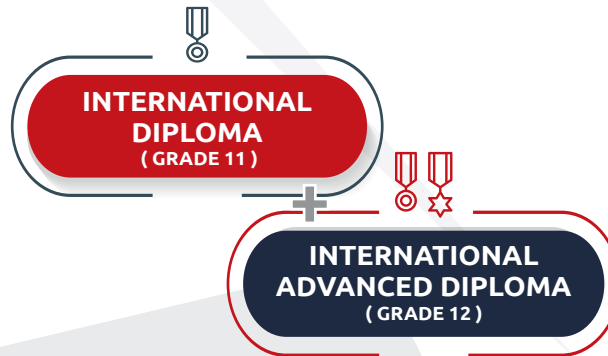 INTERNATIONAL
DIPLOMA
( GRADE 11 )
INTERNATIONAL
ADVANCED DIPLOMA
( GRADE 12 )